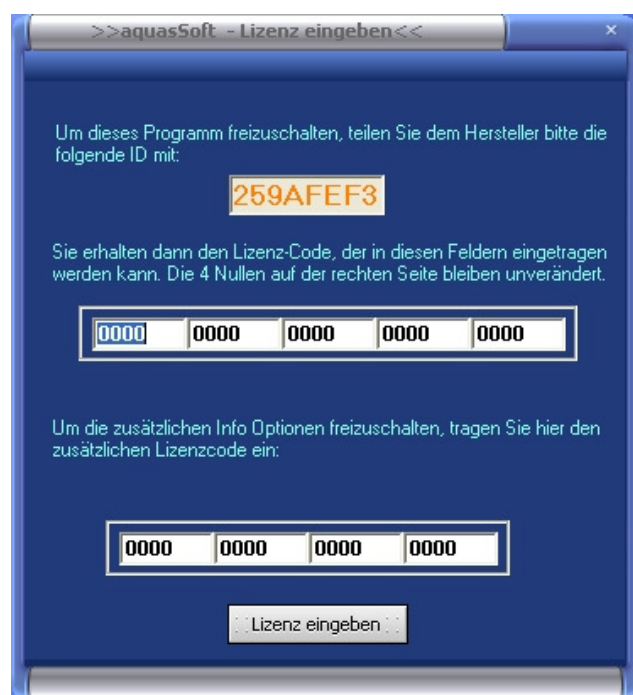 >>aquasSoft - Lizenz eingeben<<
×
Um dieses Programm freizuschalten, teilen Sie dem Hersteller bitte die
folgende ID mit:
259AFEF3
Sie erhalten dann den Lizenz-Code, der in diesen Feldern eingetragen
werden kann. Die 4 Nullen auf der rechten Seite bleiben unverändert.
0000 0000 0000 0000 0000
Um die zusätzlichen Info Optionen freizuschalten, tragen Sie hier den
zusätzlichen Lizenzcode ein:
0000 0000 0000 0000
Lizenz eingeben